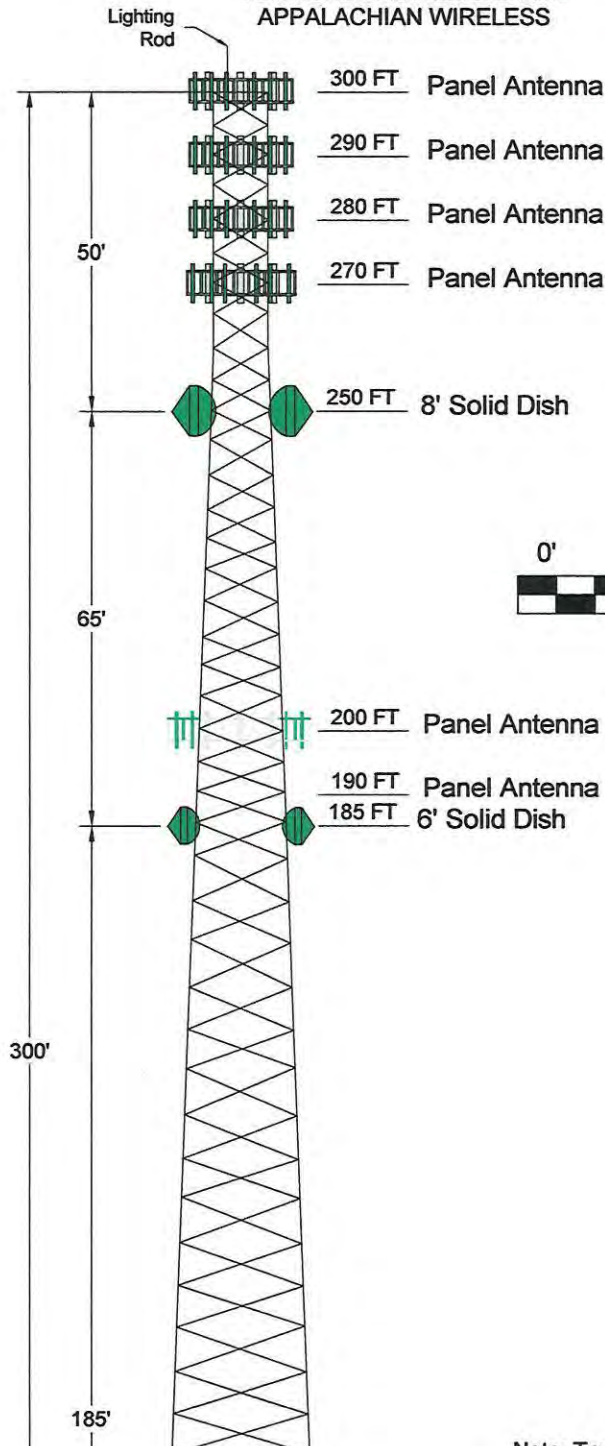 APPALACHIAN WIRELESS
Lighting
Rod
300 FT Panel Antenna
290 FT Panel Antenna
280 FT Panel Antenna
50'
270 FT Panel Antenna
250 FT 8' Solid Dish
0'
65'
200 FT Panel Antenna
190 FT Panel Antenna
185 FT 6' Solid Dish
300'
185'